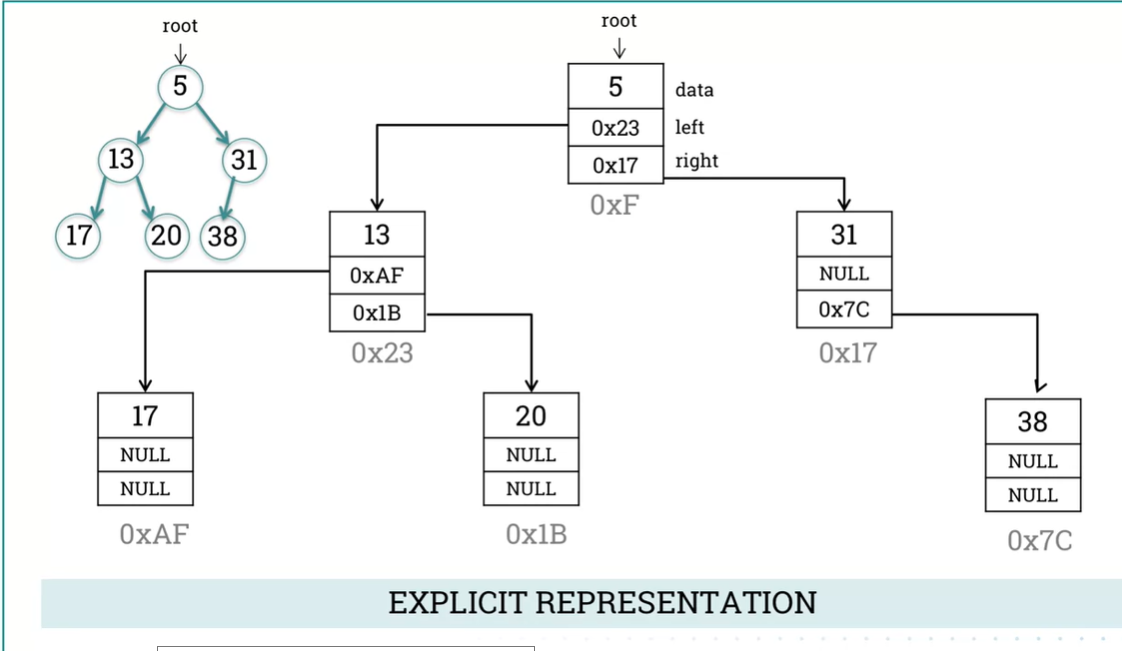 root
5
13
31
17
20
38
root
5
data
0x23
left
0x17
right
0xF
13
0xAF
0x1B
0x23
31
NULL
0x7C
0x17
17
NULL
NULL
0xAF
20
NULL
NULL
0x1B
38
NULL
NULL
0x7C
EXPLICIT REPRESENTATION